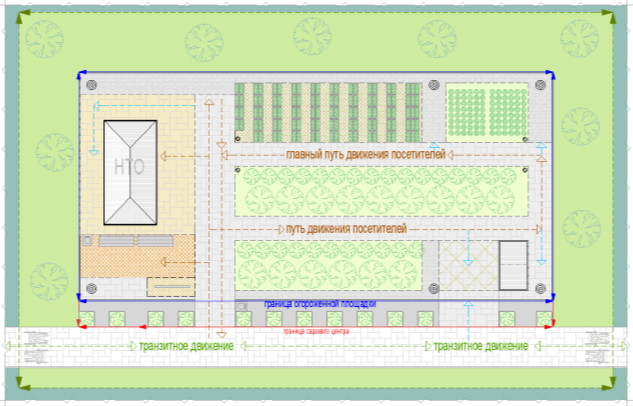 НТО
главный путь движения посетителей
путь движения посетителей
граница огороженной площадки
граница садового центра
транзитное движение
транзитное движение